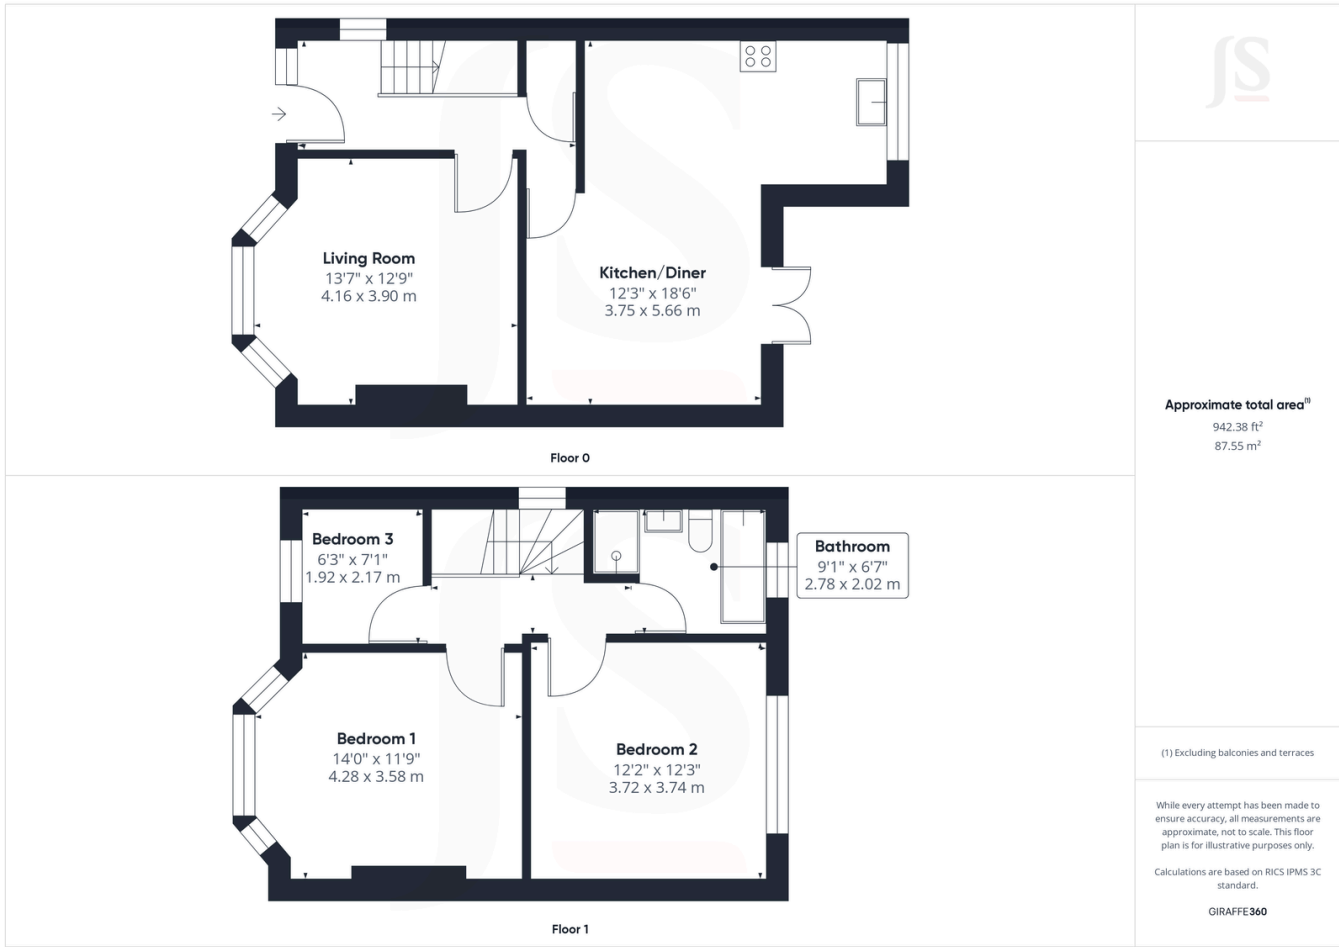 Living Room
13'7" x 12'9"
4.16 x 3.90 m
Kitchen/Diner
12'3" x 18'6"
3.75 x 5.66 m
Floor 0
Bedroom 3
6'3" x 7'1"
1.92 x 2.17 m
Bathroom
9'1" x 6'7"
2.78 x 2.02 m
Bedroom 1
14'0" x 11'9"
4.28 x 3.58 m
Bedroom 2
12'2" x 12'3"
3.72 x 3.74 m
Floor 1
JS
Approximate total area⁽¹⁾
942.38 ft²
87.55 m²
(1) Excluding balconies and terraces
While every attempt has been made to
ensure accuracy, all measurements are
approximate, not to scale. This floor
plan is for illustrative purposes only.
Calculations are based on RICS IPMS 3C
standard.
GIRAFFE360